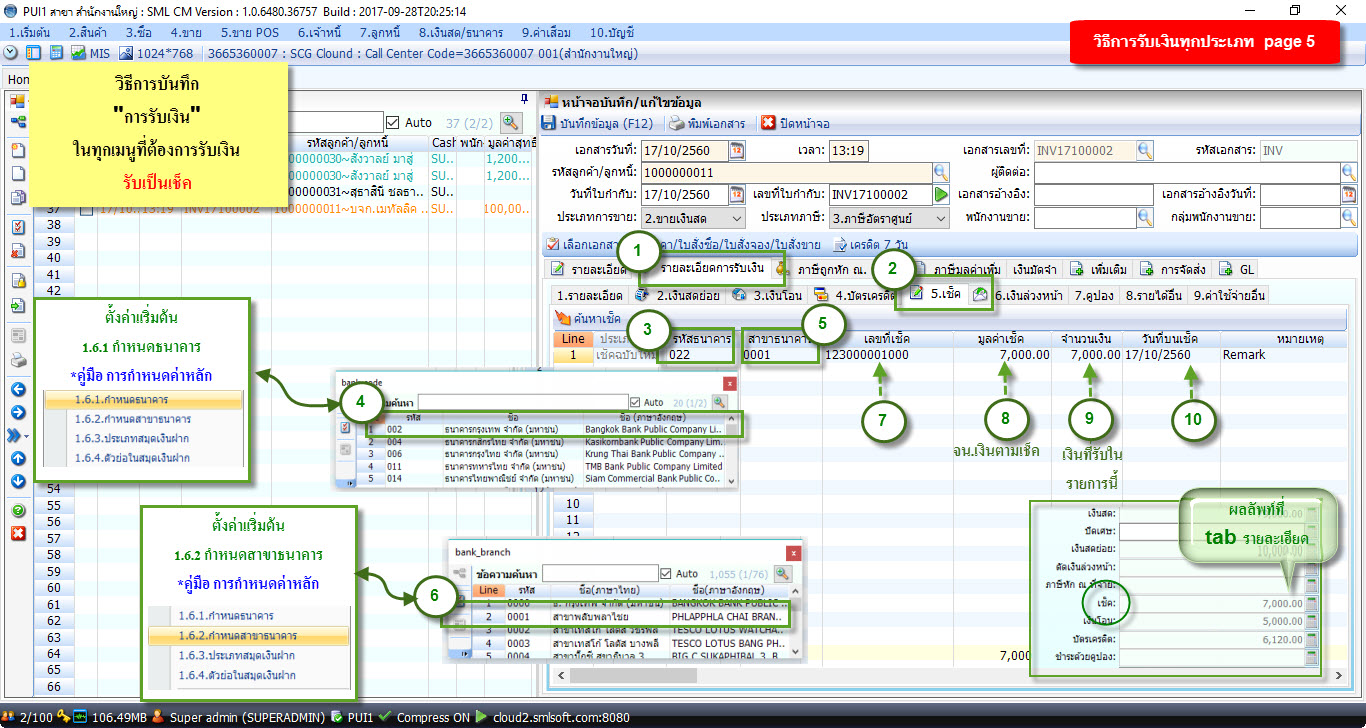 PUI1 สาขา สำนักงานใหญ่ : SML CM Version : 1.0.6480.36757 Build : 2017-09-28T20:25:14
1.เริ่มต้น 2.สินค้า 3.ซื้อ 4.ขาย 5.ขาย POS 6.เจ้าหนี้ 7.ลูกหนี้ 8.เงินสด/ธนาคาร 9.ค่าเสื่อม 10.บัญชี
MIS 1024*768 3665360007 : SCG Clound : Call Center Code=3665360007 001(สำนักงานใหญ่)
วิธีการรับเงินทุกประเภท page 5
วิธีการบันทึก
"การรับเงิน"
ในทุกเมนูที่ต้องการรับเงิน
รับเป็นเช็ค
Auto 37 (2/2)
รหัสลูกค้า/ลูกหนี้ Cash พนัก มูลค่าสุทธิ
000000030~สังวาลย์ มาสู่ SU.. 1,200...
000000030~สังวาลย์ มาสู่ SU.. 1,200...
000000031~สุธาสินี ชลธา.. SU..
37 17/10.. 13:19 INV17100002 1000000011~บจก.เมทัลลิค .. SU.. 100,00...
38
39
40
41
42
หน้าจอบันทึก/แก้ไขข้อมูล
บันทึกข้อมูล (F12) พิมพ์เอกสาร ปิดหน้าจอ
เอกสารวันที่: 17/10/2560 เวลา: 13:19 เอกสารเลขที่: INV17100002 รหัสเอกสาร: INV
รหัสลูกค้า/ลูกหนี้: 1000000011 ผู้ติดต่อ:
วันที่ใบกำกับ: 17/10/2560 เลขที่ใบกำกับ: INV17100002 เอกสารอ้างอิง: เอกสารอ้างอิงวันที่:
ประเภทการขาย: 2.ขายเงินสด ประเภทภาษี: 3.ภาษีอัตราศูนย์ พนักงานขาย: กลุ่มพนักงานขาย:
เลือกเอกสาร คา/ใบสั่งซื้อ/ใบสั่งจอง/ใบสั่งขาย เครดิต 7 วัน
รายละเอียด 1 รายละเอียดการรับเงิน ภาษีถูกหัก ณ. 2 ภาษีมูลค่าเพิ่ม เงินมัดจำ เพิ่มเติม การจัดส่ง GL
1.รายละเอียด 2.เงินสดย่อย 3.เงินโอน 4.บัตรเครดิต 5.เช็ค 6.เงินล่วงหน้า 7.คูปอง 8.รายได้อื่น 9.ค่าใช้จ่ายอื่น
ค้นหาเช็ค 3 5
Line ประเภ รหัสธนาคาร สาขาธนาคาร เลขที่เช็ค มูลค่าเช็ค จำนวนเงิน วันที่บนเช็ค หมายเหตุ
1 เช็คฉบับใหม่ 022 0001 123000001000 7,000.00 7,000.00 17/10/2560 Remark
7 8 9 10
จน.เงินตามเช็ค
เงินที่รับใน
รายการนี้
ตั้งค่าเริ่มต้น
1.6.1 กำหนดธนาคาร
*คู่มือ การกำหนดค่าหลัก
1.6.1.กำหนดธนาคาร
1.6.2.กำหนดสาขาธนาคาร
1.6.3.ประเภทสมุดเงินฝาก
1.6.4.ตัวย่อในสมุดเงินฝาก
4
Auto 20 (1/2)
รหัส ชื่อ ชื่อ (ภาษาอังกฤษ)
1 002 ธนาคารกรุงเทพ จำกัด (มหาชน) Bangkok Bank Public Company Li...
2 004 ธนาคารกสิกรไทย จำกัด (มหาชน) Kasikornbank Public Company Lim...
3 006 ธนาคารกรุงไทย จำกัด (มหาชน) Krung Thai Bank Public Company ..
4 011 ธนาคารทหารไทย จำกัด (มหาชน) TMB Bank Public Company Limited
5 014 ธนาคารไทยพาณิชย์ จำกัด (มหาชน) Siam Commercial Bank Public Co...
54
55
56
57
58
59
60
61
62
63
64
65
66
ตั้งค่าเริ่มต้น
1.6.2 กำหนดสาขาธนาคาร
*คู่มือ การกำหนดค่าหลัก
1.6.1.กำหนดธนาคาร
1.6.2.กำหนดสาขาธนาคาร
1.6.3.ประเภทสมุดเงินฝาก
1.6.4.ตัวย่อในสมุดเงินฝาก
6
bank_branch
ข้อความค้นหา Auto 1,055 (1/76)
Line รหัส ชื่อ(ภาษาไทย) ชื่อ(ภาษาอังกฤษ)
1 0000 ธ. กรุงเทพ จำกัด (มหาชน) BANGKOK BANK PUBLIC ..
2 0001 สาขาพลับพลาไชย PHLAPPHLA CHAI BRAN..
3 0002 สาขาเทสโก้ โลตัส วัชรพล TESCO LOTUS WATCHA..
4 0003 สาขาเทสโก้ โลตัส บางพลี TESCO LOTUS BANG PH..
5 0004 สาขาบิ๊กซี สุขาภิบาล 3 BIG C SUKAPHIBAL 3 B..
10
11
ผลลัพท์ที่
tab รายละเอียด
เงินสด:
ปัดเศษ:
เงินสดย่อย: 10,000.00
ตัดเงินล่วงหน้า:
ภาษีหัก ณ ที่จ่าย:
เช็ค: 7,000.00
เงินโอน: 5,000.00
บัตรเครดิต: 6,120.00
ชำระด้วยคูปอง:
2/100 106.49MB Super admin (SUPERADMIN) PUI1 Compress ON cloud2.smlsoft.com:8080